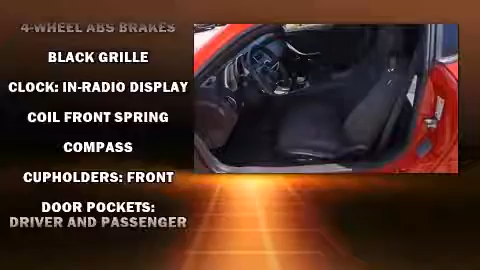 4-WHEEL ABS BRAKES
BLACK GRILLE
CLOCK: IN-RADIO DISPLAY
COIL FRONT SPRING
COMPASS
CUPHOLDERS: FRONT
DOOR POCKETS:
DRIVER AND PASSENGER